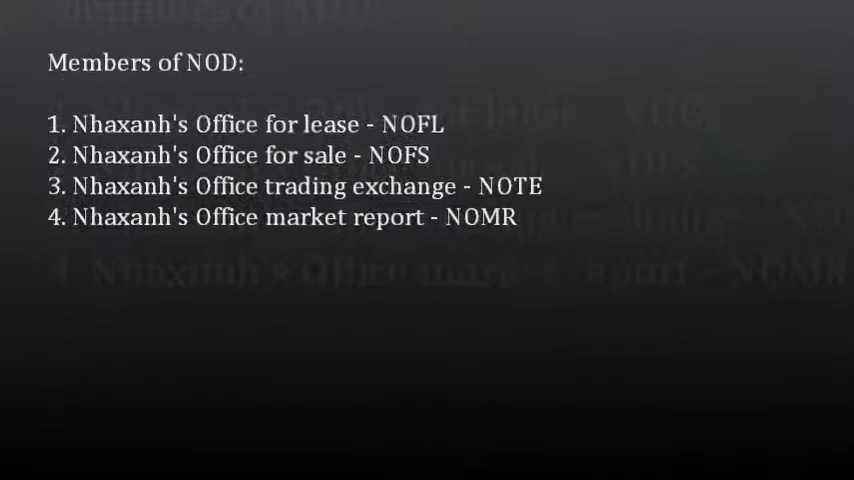 Members of NOD:
1. Nhaxanh's Office for lease - NOFL
2. Nhaxanh's Office for sale - NOFS
3. Nhaxanh's Office trading exchange - NOTE
4. Nhaxanh's Office market report - NOMR